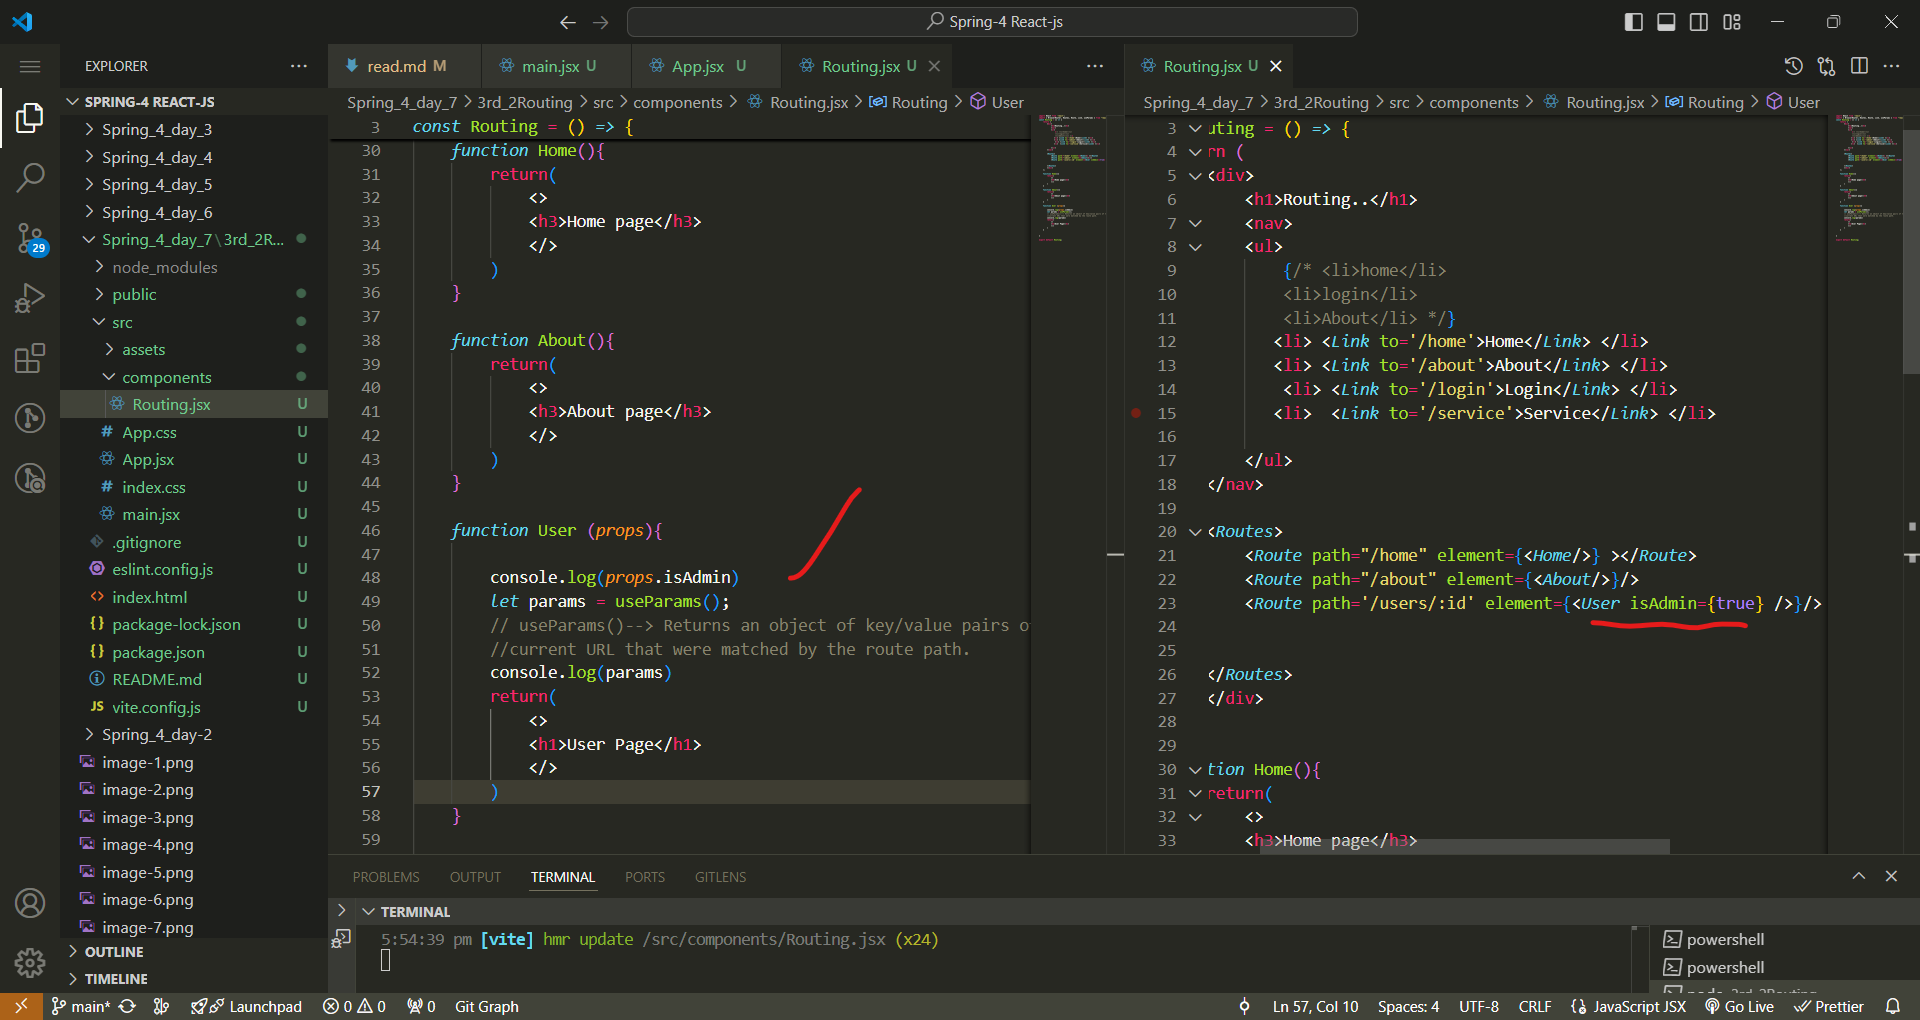 Spring-4 React-js
EXPLORER
SPRING-4 REACT-JS
Spring_4_day_3
Spring_4_day_4
Spring_4_day_5
Spring_4_day_6
Spring_4_day_7\3rd_2R...
node_modules
public
src
assets
components
Routing.jsx U
# App.css U
App.jsx U
# index.css U
main.jsx U
.gitignore U
eslint.config.js U
<> index.html U
{} package-lock.json U
{} package.json U
README.md U
JS vite.config.js U
Spring_4_day-2
image-1.png
image-2.png
image-3.png
image-4.png
image-5.png
image-6.png
image-7.png
OUTLINE
TIMELINE
29
read.md M main.jsx U App.jsx U Routing.jsx U
Spring_4_day_7 > 3rd_2Routing > src > components > Routing.jsx > Routing > User
3 const Routing = () => {
30 function Home(){
31 return(
32 <>
33 <h3>Home page</h3>
34 </>
35 )
36 }
37
38 function About(){
39 return(
40 <>
41 <h3>About page</h3>
42 </>
43 )
44 }
45
46 function User (props){
47
48 console.log(props.isAdmin)
49 let params = useParams();
50 // useParams()--> Returns an object of key/value pairs o
51 //current URL that were matched by the route path.
52 console.log(params)
53 return(
54 <>
55 <h1>User Page</h1>
56 </>
57 )
58 }
59
Routing.jsx U
Spring_4_day_7 > 3rd_2Routing > src > components > Routing.jsx > Routing > User
3 uting = () => {
4 rn (
5 <div>
6 <h1>Routing..</h1>
7 <nav>
8 <ul>
9 {/* <li>home</li>
10 <li>login</li>
11 <li>About</li> */}
12 <li> <Link to='/home'>Home</Link> </li>
13 <li> <Link to='/about'>About</Link> </li>
14 <li> <Link to='/login'>Login</Link> </li>
15 <li>  <Link to='/service'>Service</Link> </li>
16
17 </ul>
18 </nav>
19
20 <Routes>
21 <Route path="/home" element={<Home/>} ></Route>
22 <Route path="/about" element={<About/>}/>
23 <Route path='/users/:id' element={<User isAdmin={true} />}/>
24
25
26 </Routes>
27 </div>
28
29
30 tion Home(){
31 return(
32 <>
33 <h3>Home page</h3>
PROBLEMS OUTPUT TERMINAL PORTS GITLENS
TERMINAL
5:54:39 pm [vite] hmr update /src/components/Routing.jsx (x24)
powershell
powershell
main* Launchpad 0 0 0 Git Graph
Ln 57, Col 10 Spaces: 4 UTF-8 CRLF {} JavaScript JSX Go Live Prettier